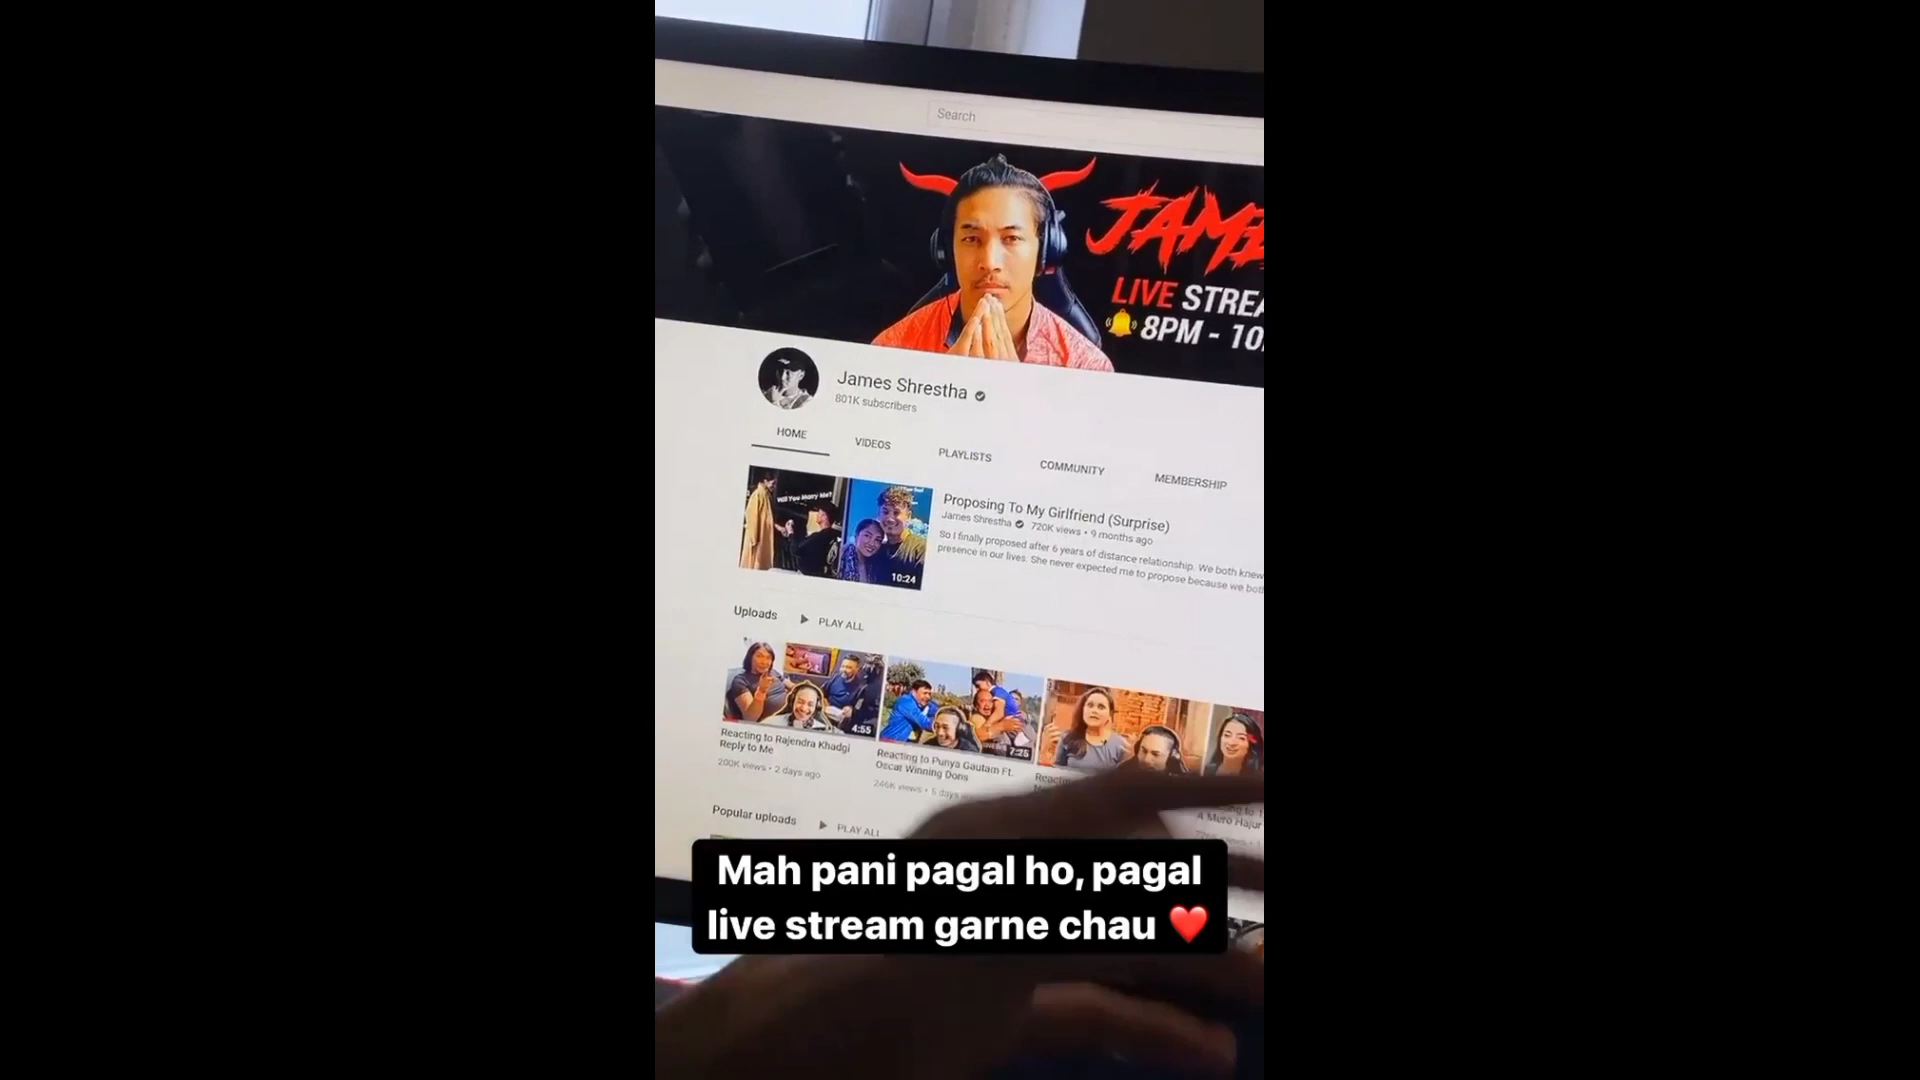 Search
JAME
LIVE STREA
8PM - 10
James Shrestha
801K subscribers
HOME
VIDEOS
PLAYLISTS
COMMUNITY
MEMBERSHIP
Will You Marry Me?
10:24
Proposing To My Girlfriend (Surprise)
James Shrestha 720K views • 9 months ago
So I finally proposed after 6 years of distance relationship. We both knew
presence in our lives. She never expected me to propose because we both
Uploads
PLAY ALL
4:55
Reacting to Rajendra Khadgi
Reply to Me
200K views • 2 days ago
7:25
Reacting to Punya Gautam Ft.
Oscar Winning Dons
246K views • 5 days
A Mero Hajur
Popular uploads
PLAY ALL
Mah pani pagal ho, pagal
live stream garne chau ❤️